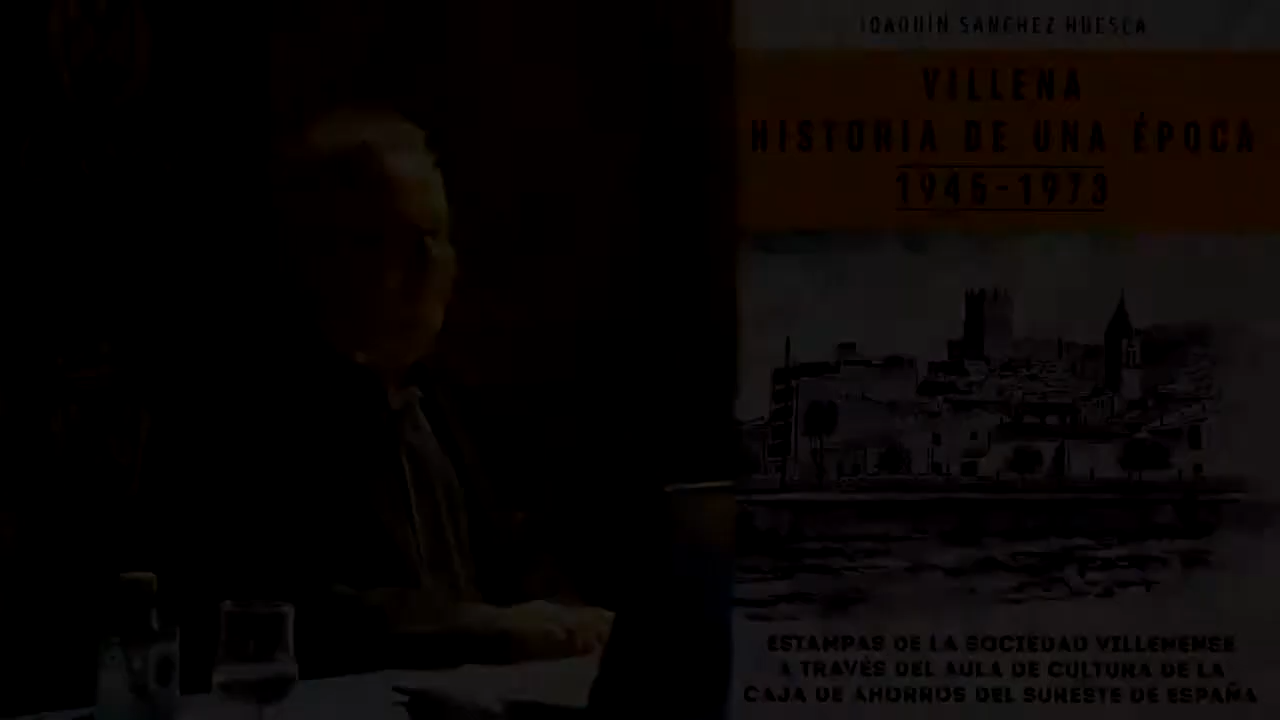 JOAQUÍN SÁNCHEZ HUESCA
VILLENA
HISTORIA DE UNA ÉPOCA
1945-1973
ESTAMPAS DE LA SOCIEDAD VILLENENSE
A TRAVÉS DEL AULA DE CULTURA DE LA
CAJA DE AHORROS DEL SURESTE DE ESPAÑA